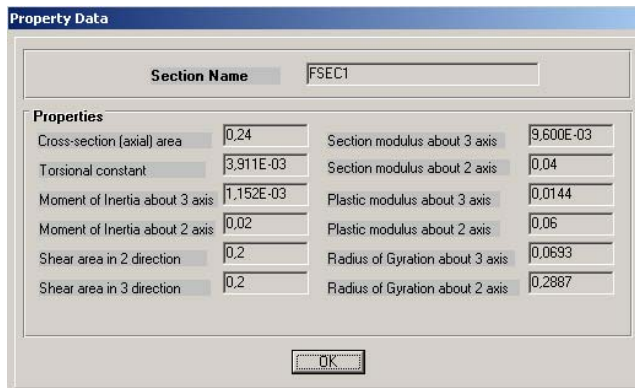 Property Data
Section Name FSEC1
Properties
Cross-section (axial) area 0,24
Section modulus about 3 axis 9,600E-03
Torsional constant 3,911E-03
Section modulus about 2 axis 0,04
Moment of Inertia about 3 axis 1,152E-03
Plastic modulus about 3 axis 0,0144
Moment of Inertia about 2 axis 0,02
Plastic modulus about 2 axis 0,06
Shear area in 2 direction 0,2
Radius of Gyration about 3 axis 0,0693
Shear area in 3 direction 0,2
Radius of Gyration about 2 axis 0,2887
OK